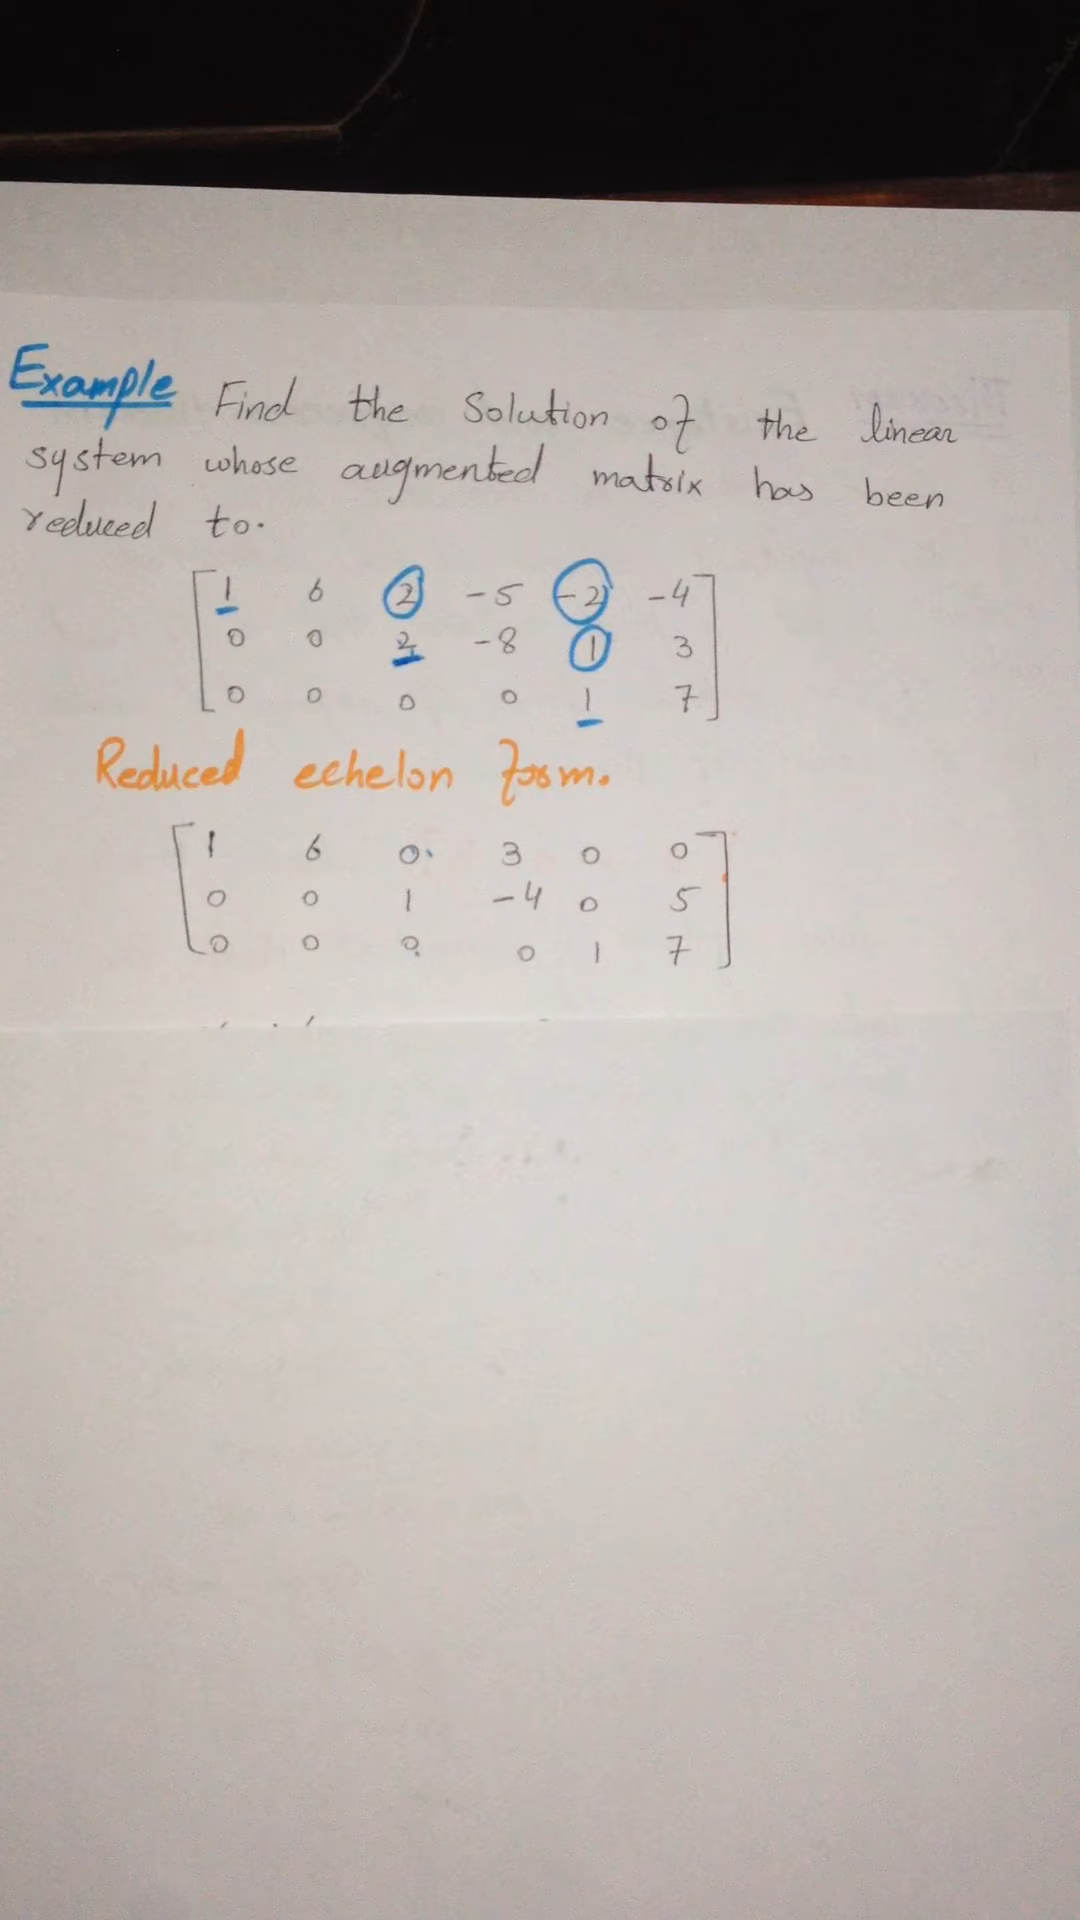 Example Find the Solution of the linear
system whose augmented matrix has been
reduced to.
1 6 2 -5 -2 -4
0 0 2 -8 1 3
0 0 0 0 1 7
Reduced echelon form.
1 6 0 3 0 0
0 0 1 -4 0 5
0 0 0 0 1 7